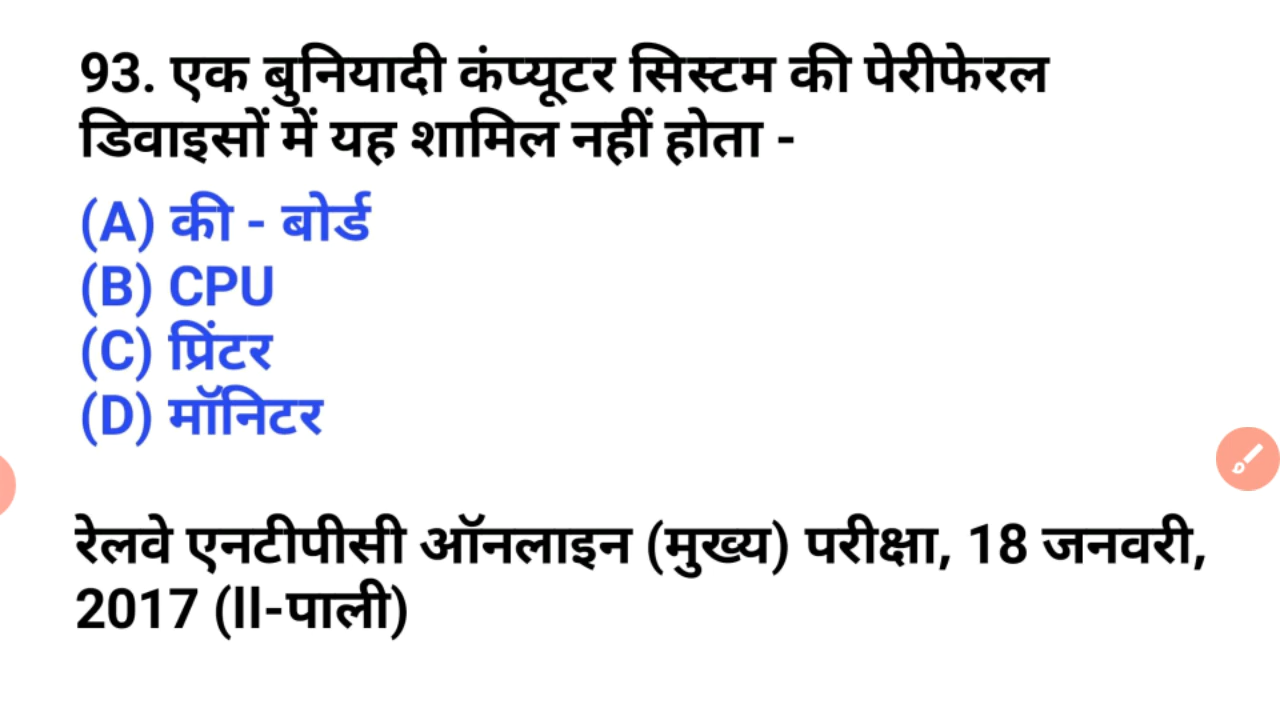 93. एक बुनियादी कंप्यूटर सिस्टम की पेरीफेरल
डिवाइसों में यह शामिल नहीं होता -
(A) की - बोर्ड
(B) CPU
(C) प्रिंटर
(D) मॉनिटर
रेलवे एनटीपीसी ऑनलाइन (मुख्य) परीक्षा, 18 जनवरी,
2017 (II-पाली)